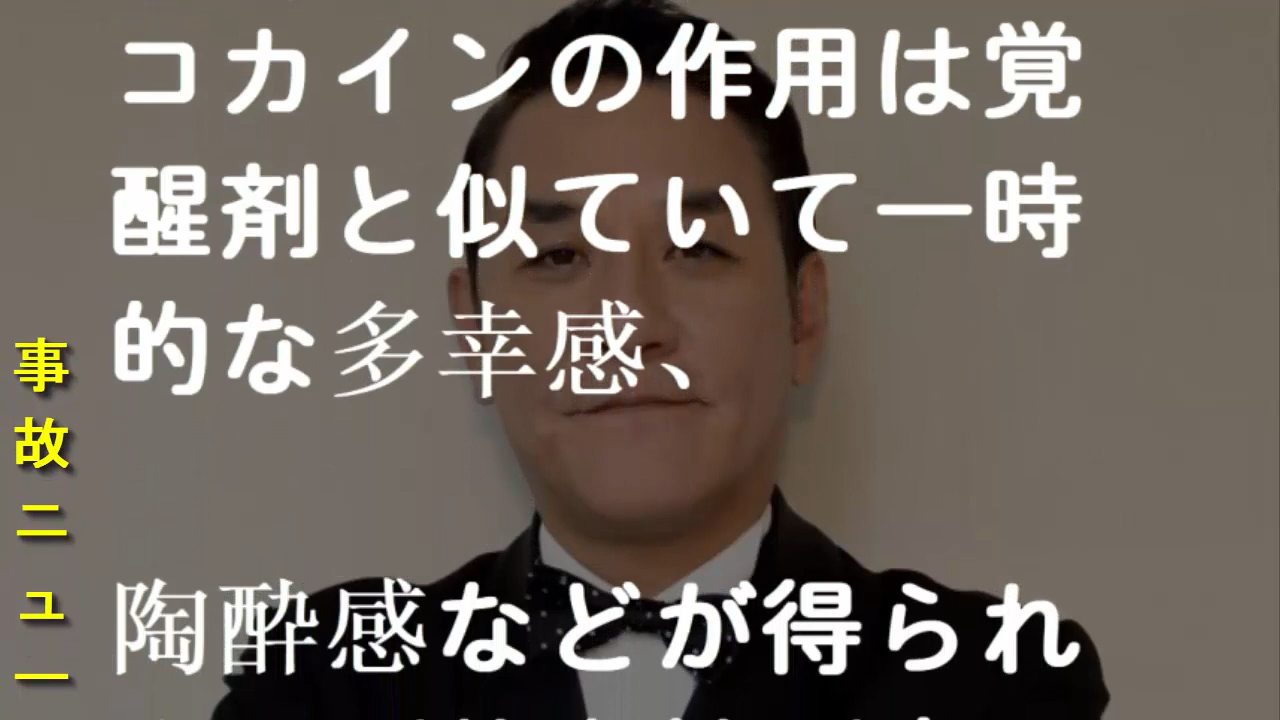 コカインの作用は覚
醒剤と似ていて一時
的な多幸感、
陶酔感などが得られ
事故ニュー